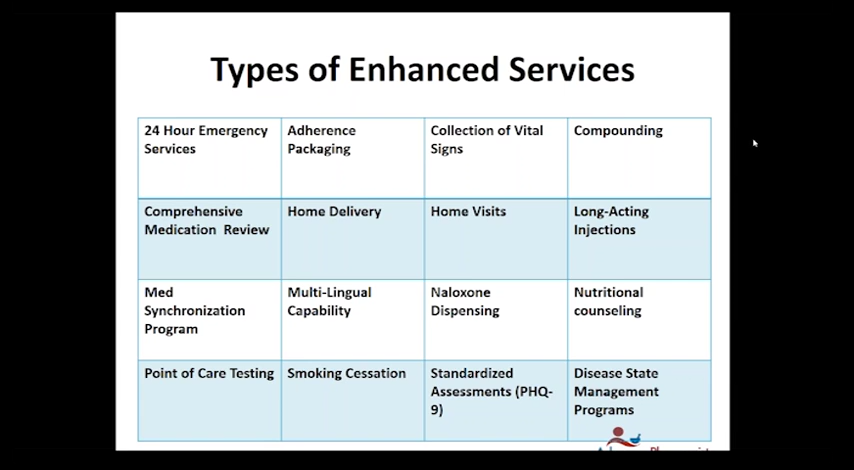 Types of Enhanced Services
24 Hour Emergency
Services
Adherence
Packaging
Collection of Vital
Signs
Compounding
Comprehensive
Medication Review
Home Delivery
Home Visits
Long-Acting
Injections
Med
Synchronization
Program
Multi-Lingual
Capability
Naloxone
Dispensing
Nutritional
counseling
Point of Care Testing
Smoking Cessation
Standardized
Assessments (PHQ-
9)
Disease State
Management
Programs